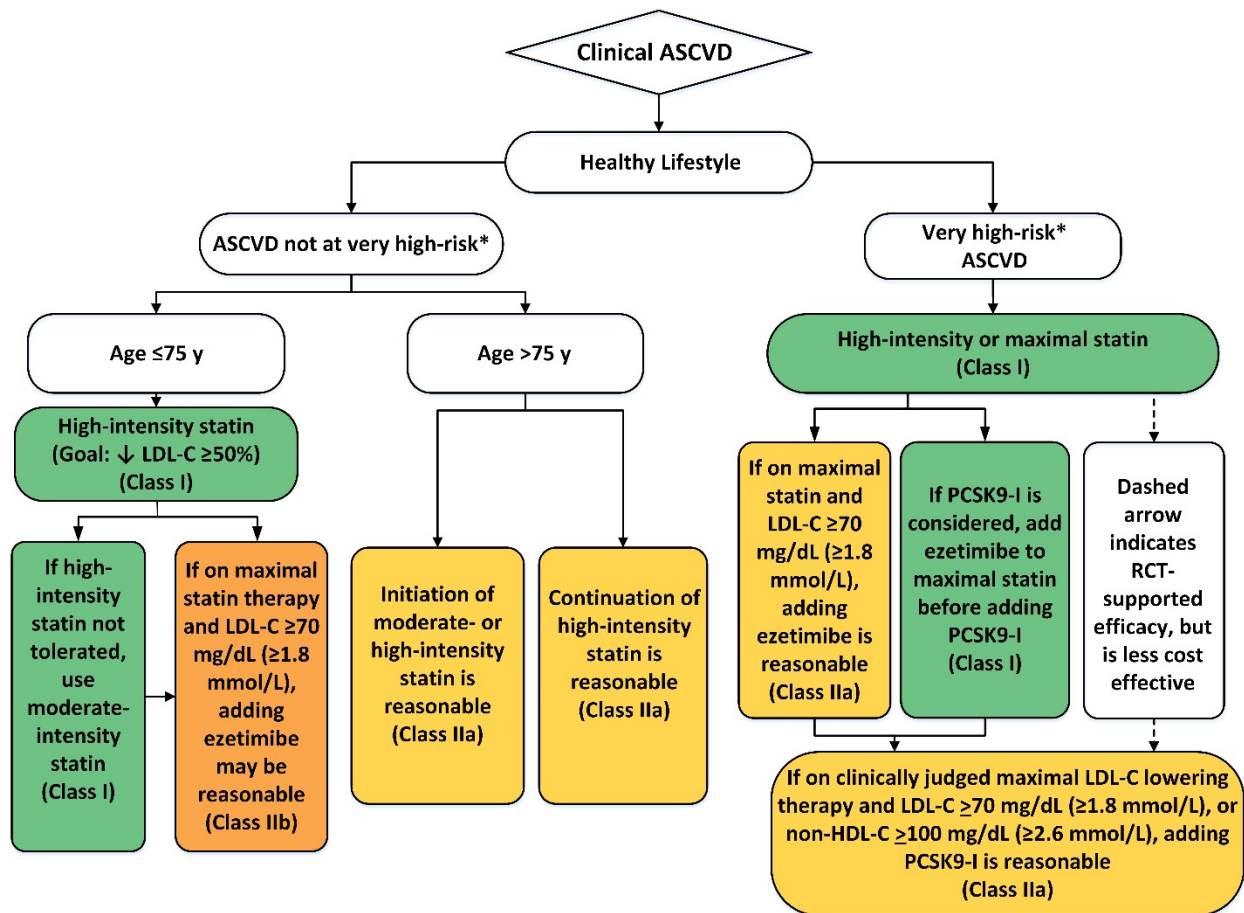 Clinical ASCVD
Healthy Lifestyle
ASCVD not at very high-risk*
Very high-risk*
ASCVD
Age ≤75 y
Age >75 y
High-intensity or maximal statin
(Class I)
High-intensity statin
(Goal: ↓ LDL-C ≥50%)
(Class I)
If high-
intensity
statin not
tolerated,
use
moderate-
intensity
statin
(Class I)
If on maximal
statin therapy
and LDL-C ≥70
mg/dL (≥1.8
mmol/L),
adding
ezetimibe
may be
reasonable
(Class IIb)
Initiation of
moderate- or
high-intensity
statin is
reasonable
(Class IIa)
Continuation of
high-intensity
statin is
reasonable
(Class IIa)
If on maximal
statin and
LDL-C ≥70
mg/dL (≥1.8
mmol/L),
adding
ezetimibe is
reasonable
(Class IIa)
If PCSK9-I is
considered, add
ezetimibe to
maximal statin
before adding
PCSK9-I
(Class I)
Dashed
arrow
indicates
RCT-
supported
efficacy, but
is less cost
effective
If on clinically judged maximal LDL-C lowering
therapy and LDL-C ≥70 mg/dL (≥1.8 mmol/L), or
non-HDL-C ≥100 mg/dL (≥2.6 mmol/L), adding
PCSK9-I is reasonable
(Class IIa)